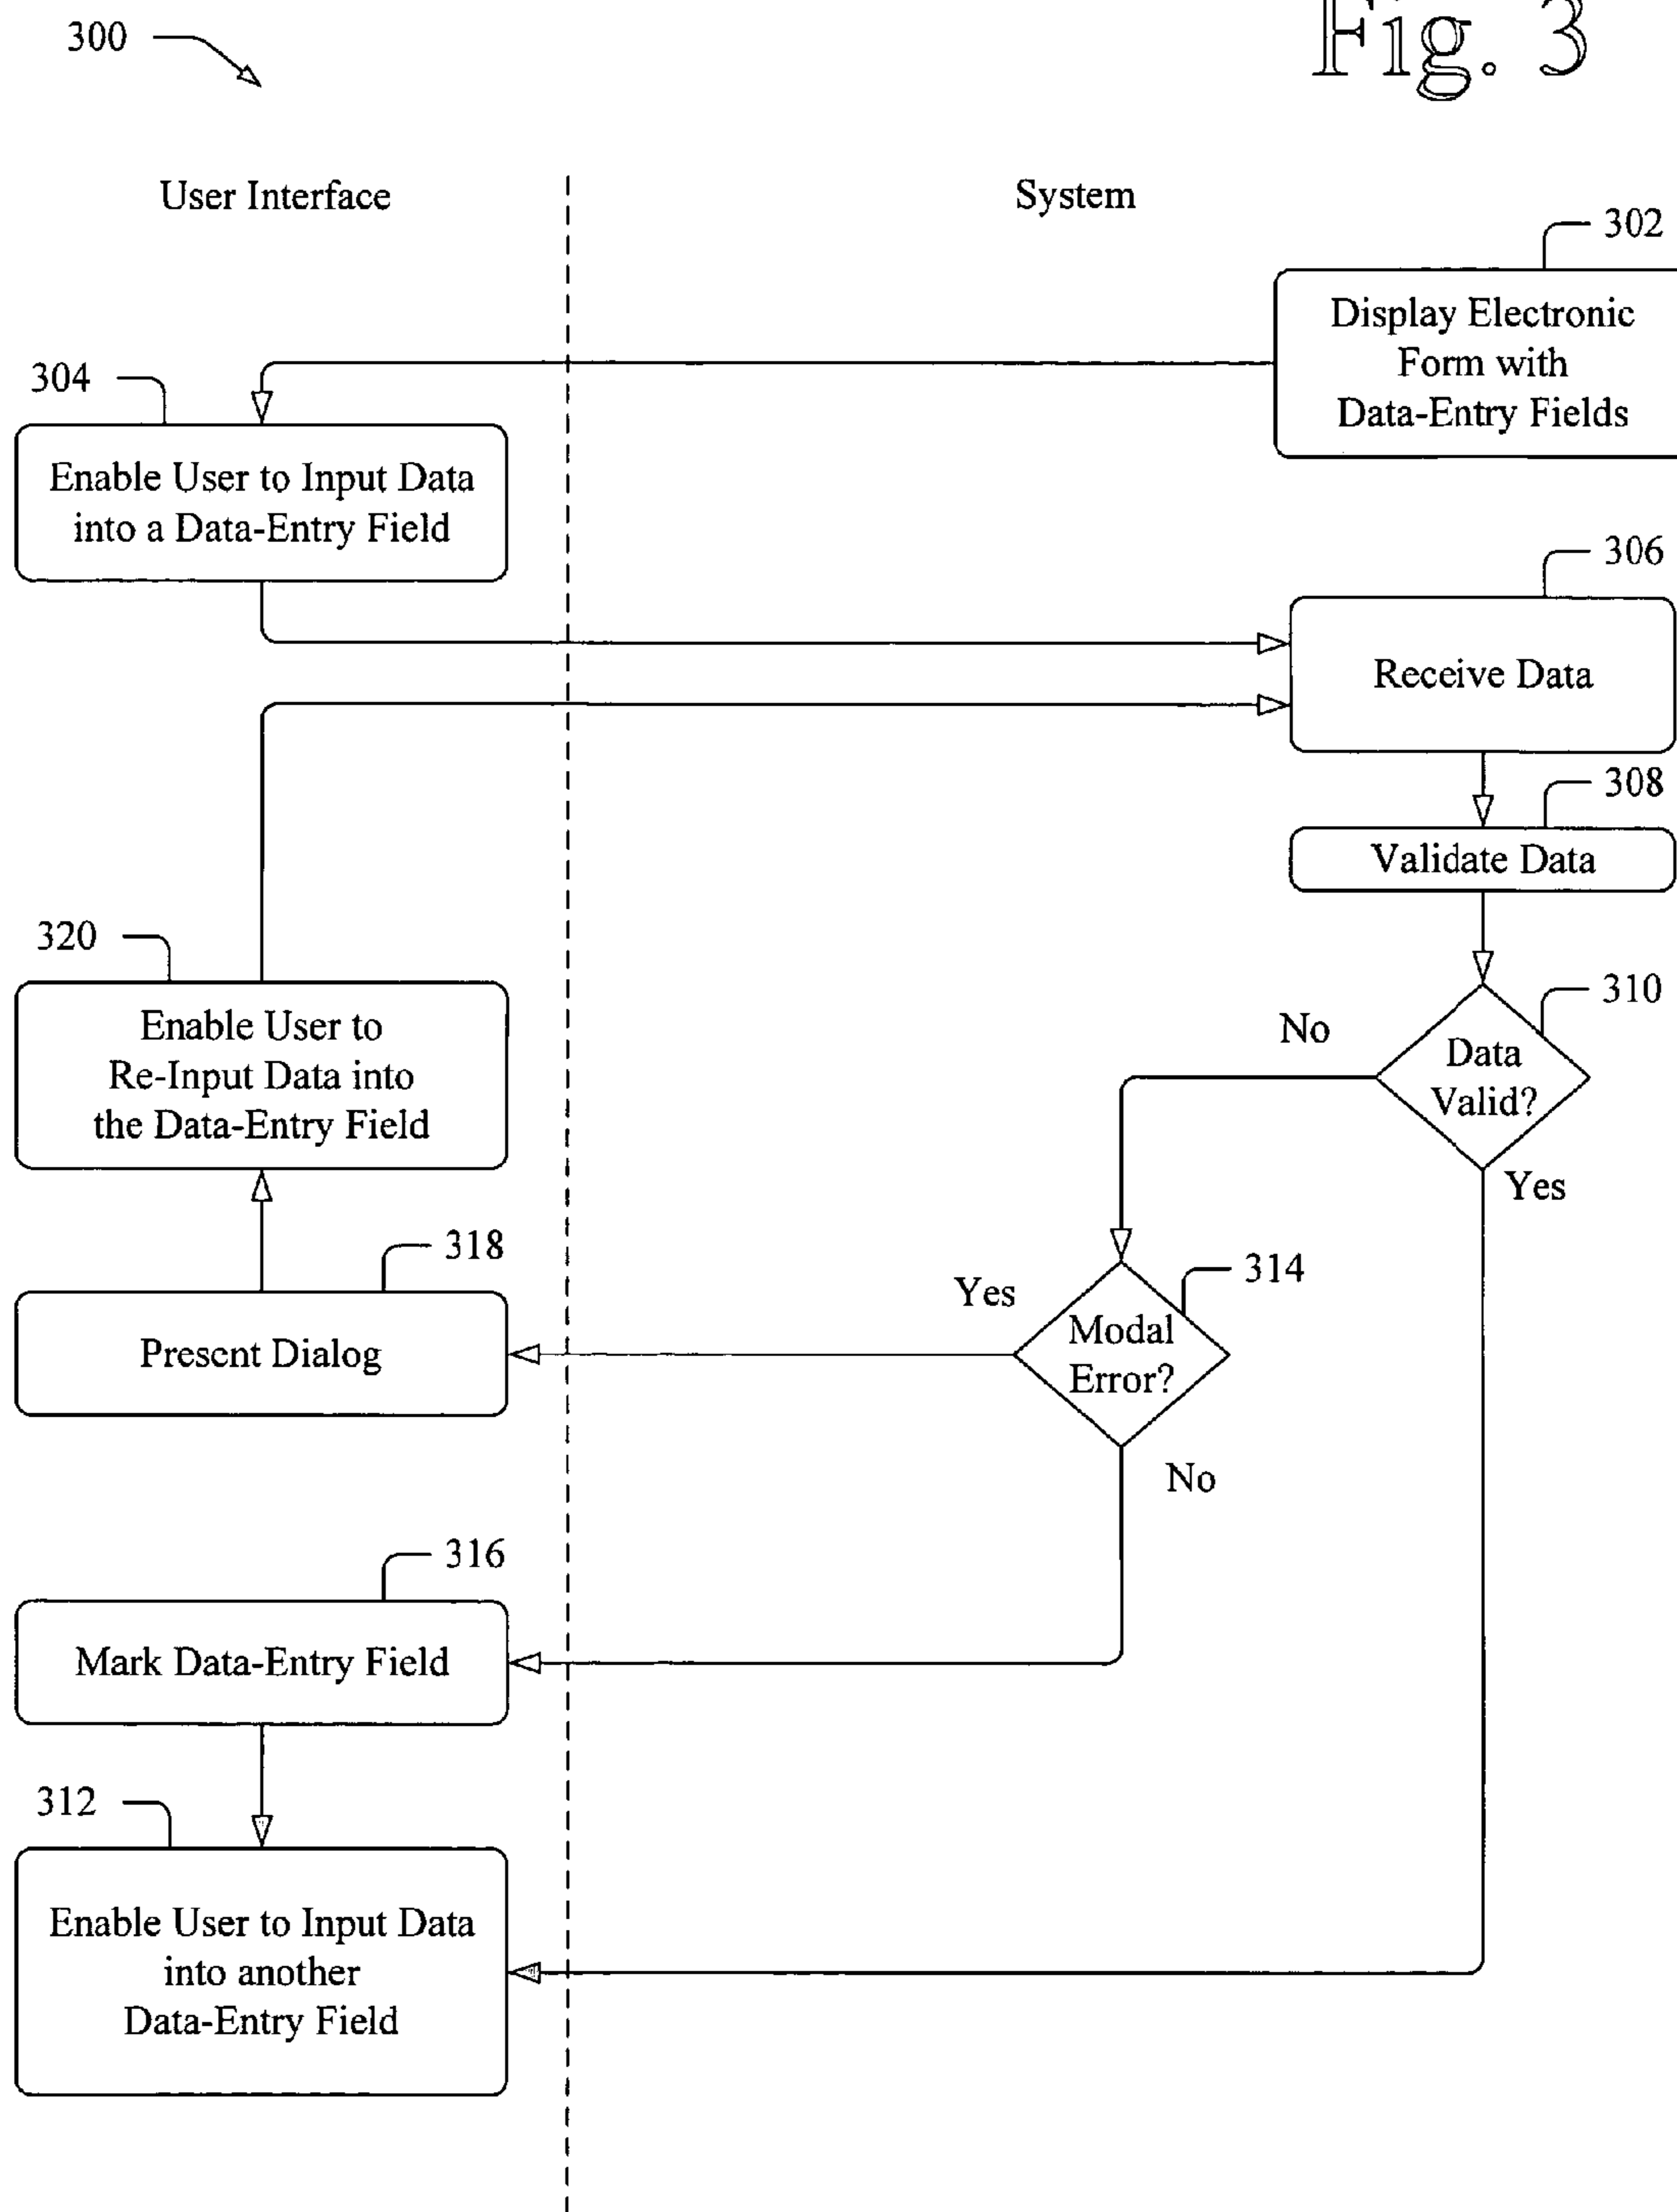 Fig. 3
300
User Interface
System
302
Display Electronic
Form with
Data-Entry Fields
304
Enable User to Input Data
into a Data-Entry Field
306
Receive Data
308
Validate Data
320
Enable User to
Re-Input Data into
the Data-Entry Field
310
No
Data
Valid?
Yes
318
Present Dialog
314
Yes
Modal
Error?
No
316
Mark Data-Entry Field
312
Enable User to Input Data
into another
Data-Entry Field